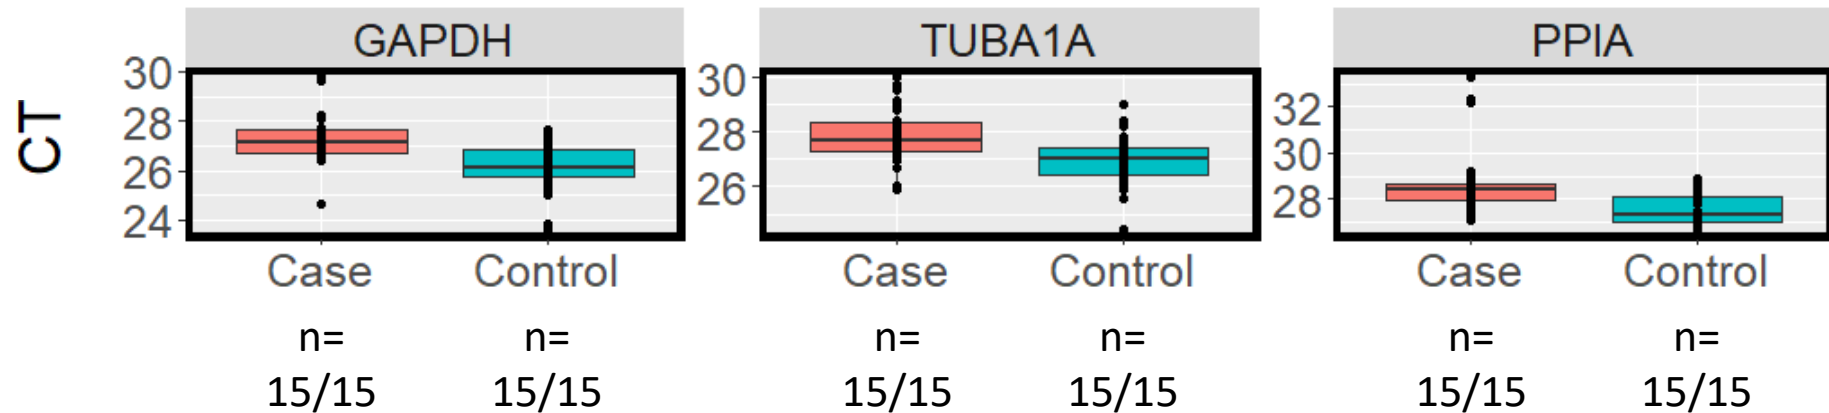 GAPDH TUBA1A PPIA
CT
30 28 26 24
30 28 26
32 30 28
Case Control Case Control Case Control
n= n= n= n= n= n=
15/15 15/15 15/15 15/15 15/15 15/15